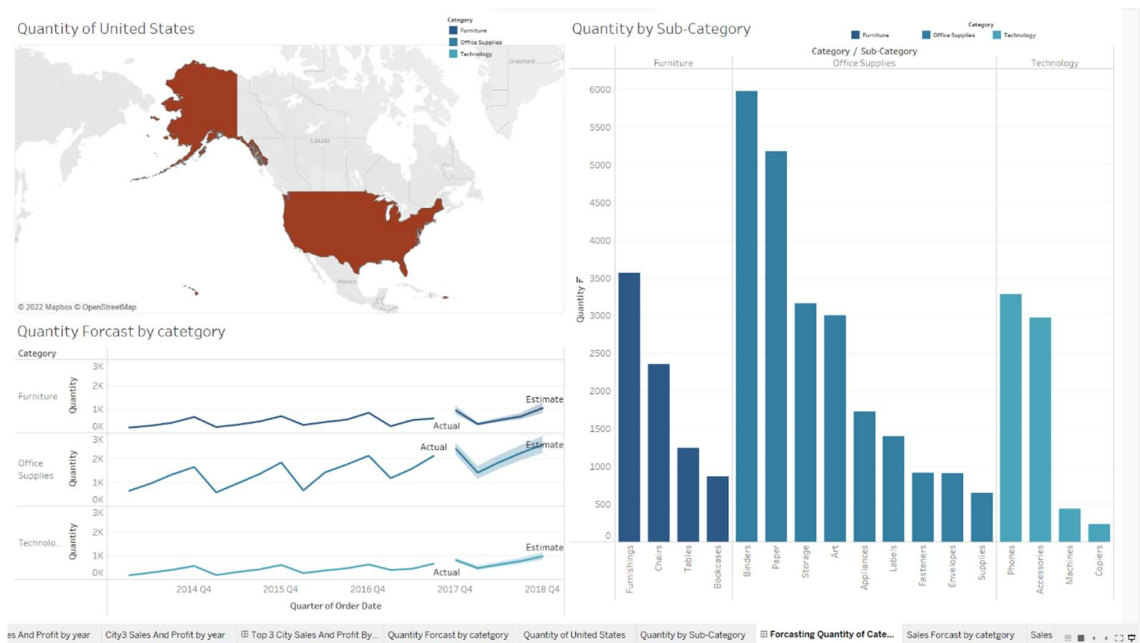 Quantity of United States
Category
Furniture
Office Supplies
Technology
Greenland
Canada
Mexico
© 2022 Mapbox © OpenStreetMap
Quantity Forcast by catetgory
Category
Furniture
Quantity
3K
2K
1K
0K
Actual
Estimate
Office
Supplies
Quantity
3K
2K
1K
0K
Actual
Estimate
Technolo..
Quantity
3K
2K
1K
0K
Actual
Estimate
2014 Q4
2015 Q4
2016 Q4
2017 Q4
2018 Q4
Quarter of Order Date
Quantity by Sub-Category
Category
Furniture
Office Supplies
Technology
Category / Sub-Category
Furniture
Office Supplies
Technology
Quantity
6000
5500
5000
4500
4000
3500
3000
2500
2000
1500
1000
500
0
Furnishings
Chairs
Tables
Bookcases
Binders
Paper
Storage
Art
Appliances
Labels
Fasteners
Envelopes
Supplies
Phones
Accessories
Machines
Copiers
es And Profit by year
City3 Sales And Profit by year
Top 3 City Sales And Profit By...
Quantity Forcast by catetgory
Quantity of United States
Quantity by Sub-Category
Forcasting Quantity of Cate...
Sales Forcast by category
Sales